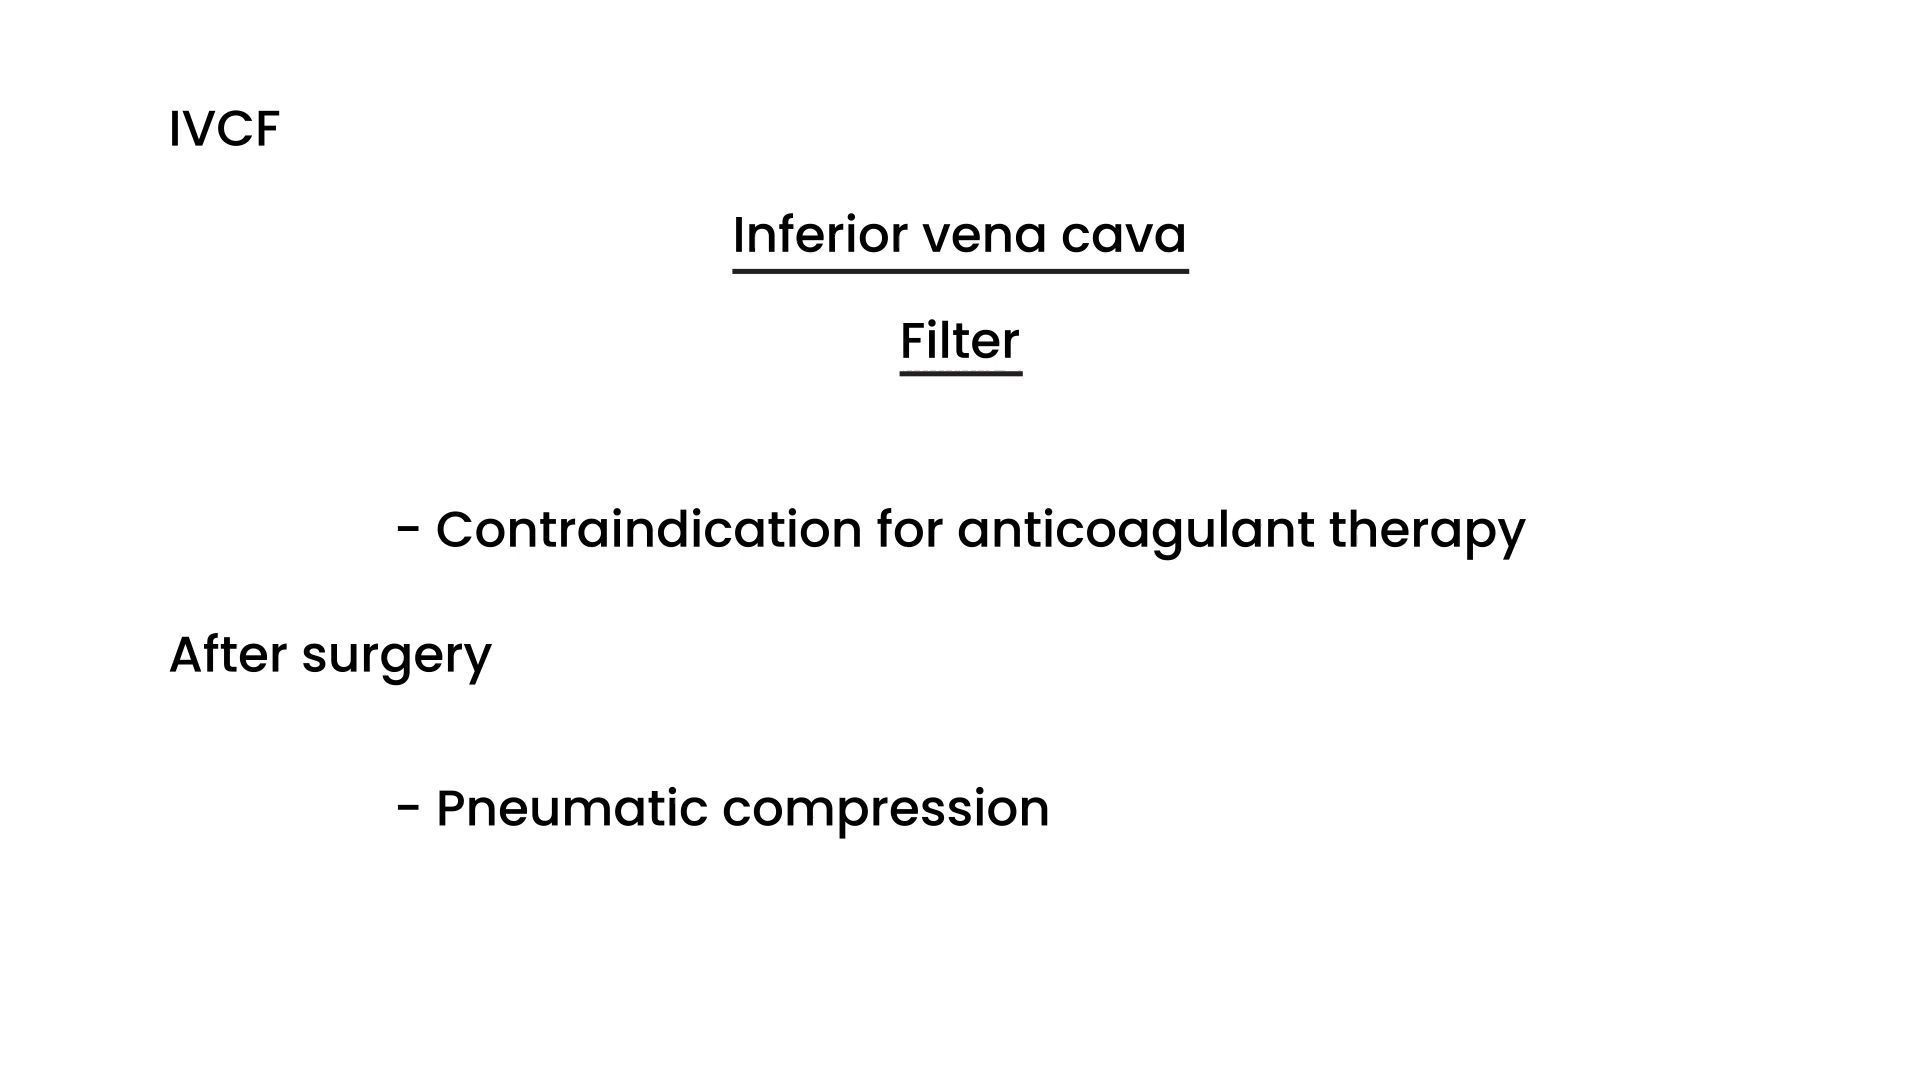 IVCF
Inferior vena cava
Filter
- Contraindication for anticoagulant therapy
After surgery
- Pneumatic compression